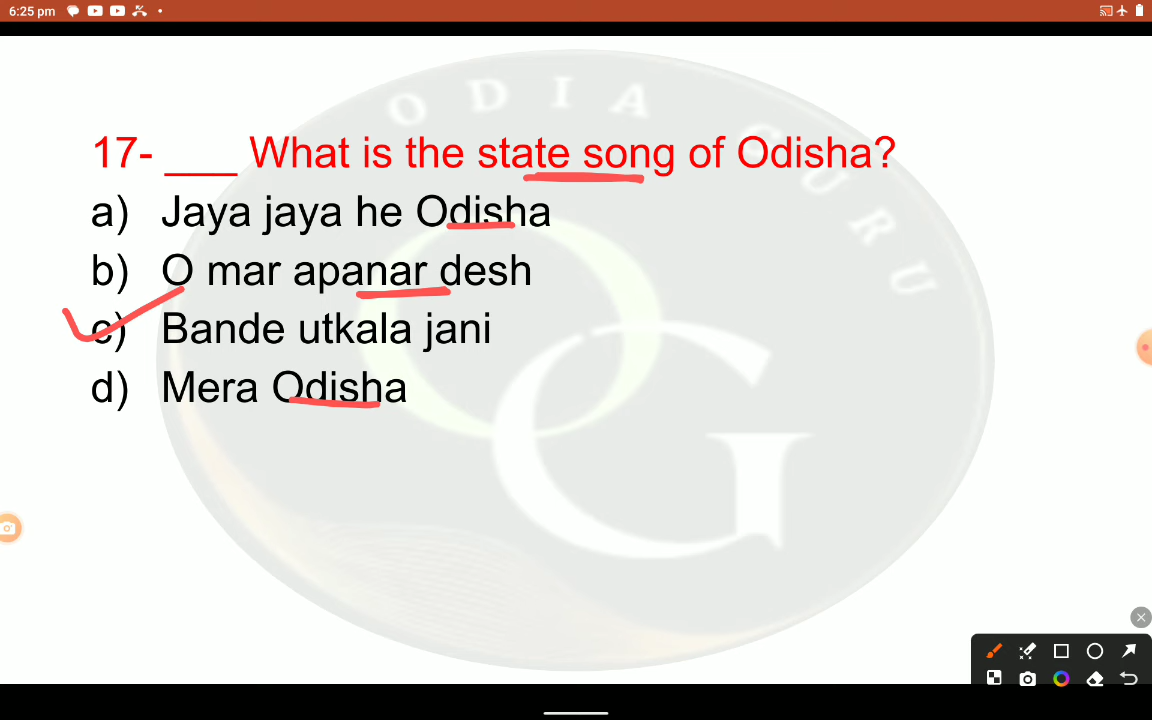 6:25 pm
ODIA GURU
17- ___ What is the state song of Odisha?
a) Jaya jaya he Odisha
b) O mar apanar desh
c) Bande utkala jani
d) Mera Odisha
OG